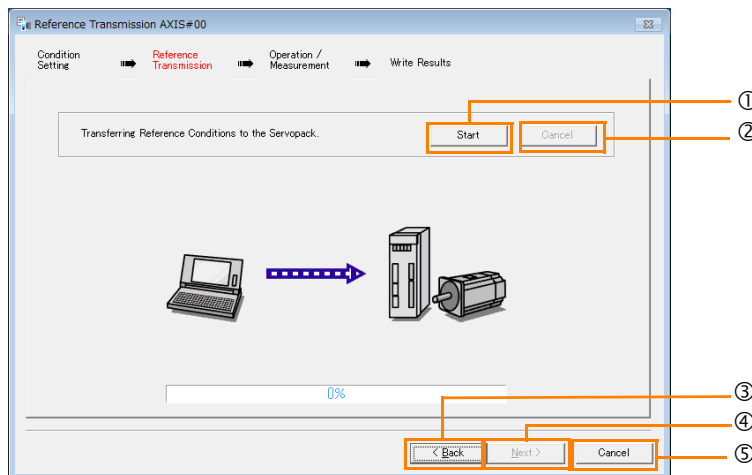 Reference Transmission AXIS#00
Condition
Setting
Reference
Transmission
Operation /
Measurement
Write Results
①
Transferring Reference Conditions to the Servopack.
Start
Cancel
②
0%
③
④
< Back
Next >
Cancel
⑤